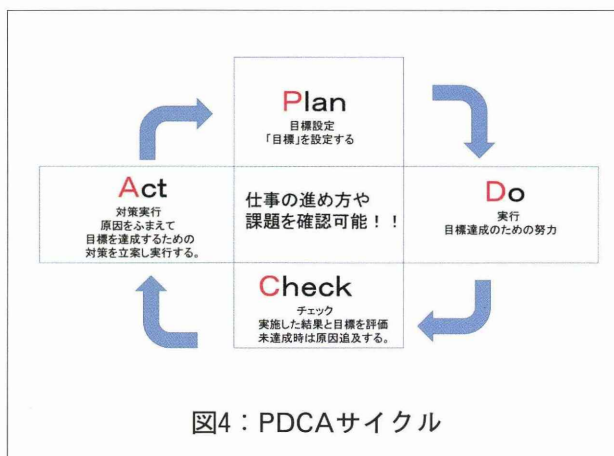 Plan
目標設定
「目標」を設定する
Act
対策実行
原因をふまえて
目標を達成するための
対策を立案し実行する。
仕事の進め方や
課題を確認可能！！
Do
実行
目標達成のための努力
Check
チェック
実施した結果と目標を評価
未達成時は原因追及する。
図4：PDCAサイクル